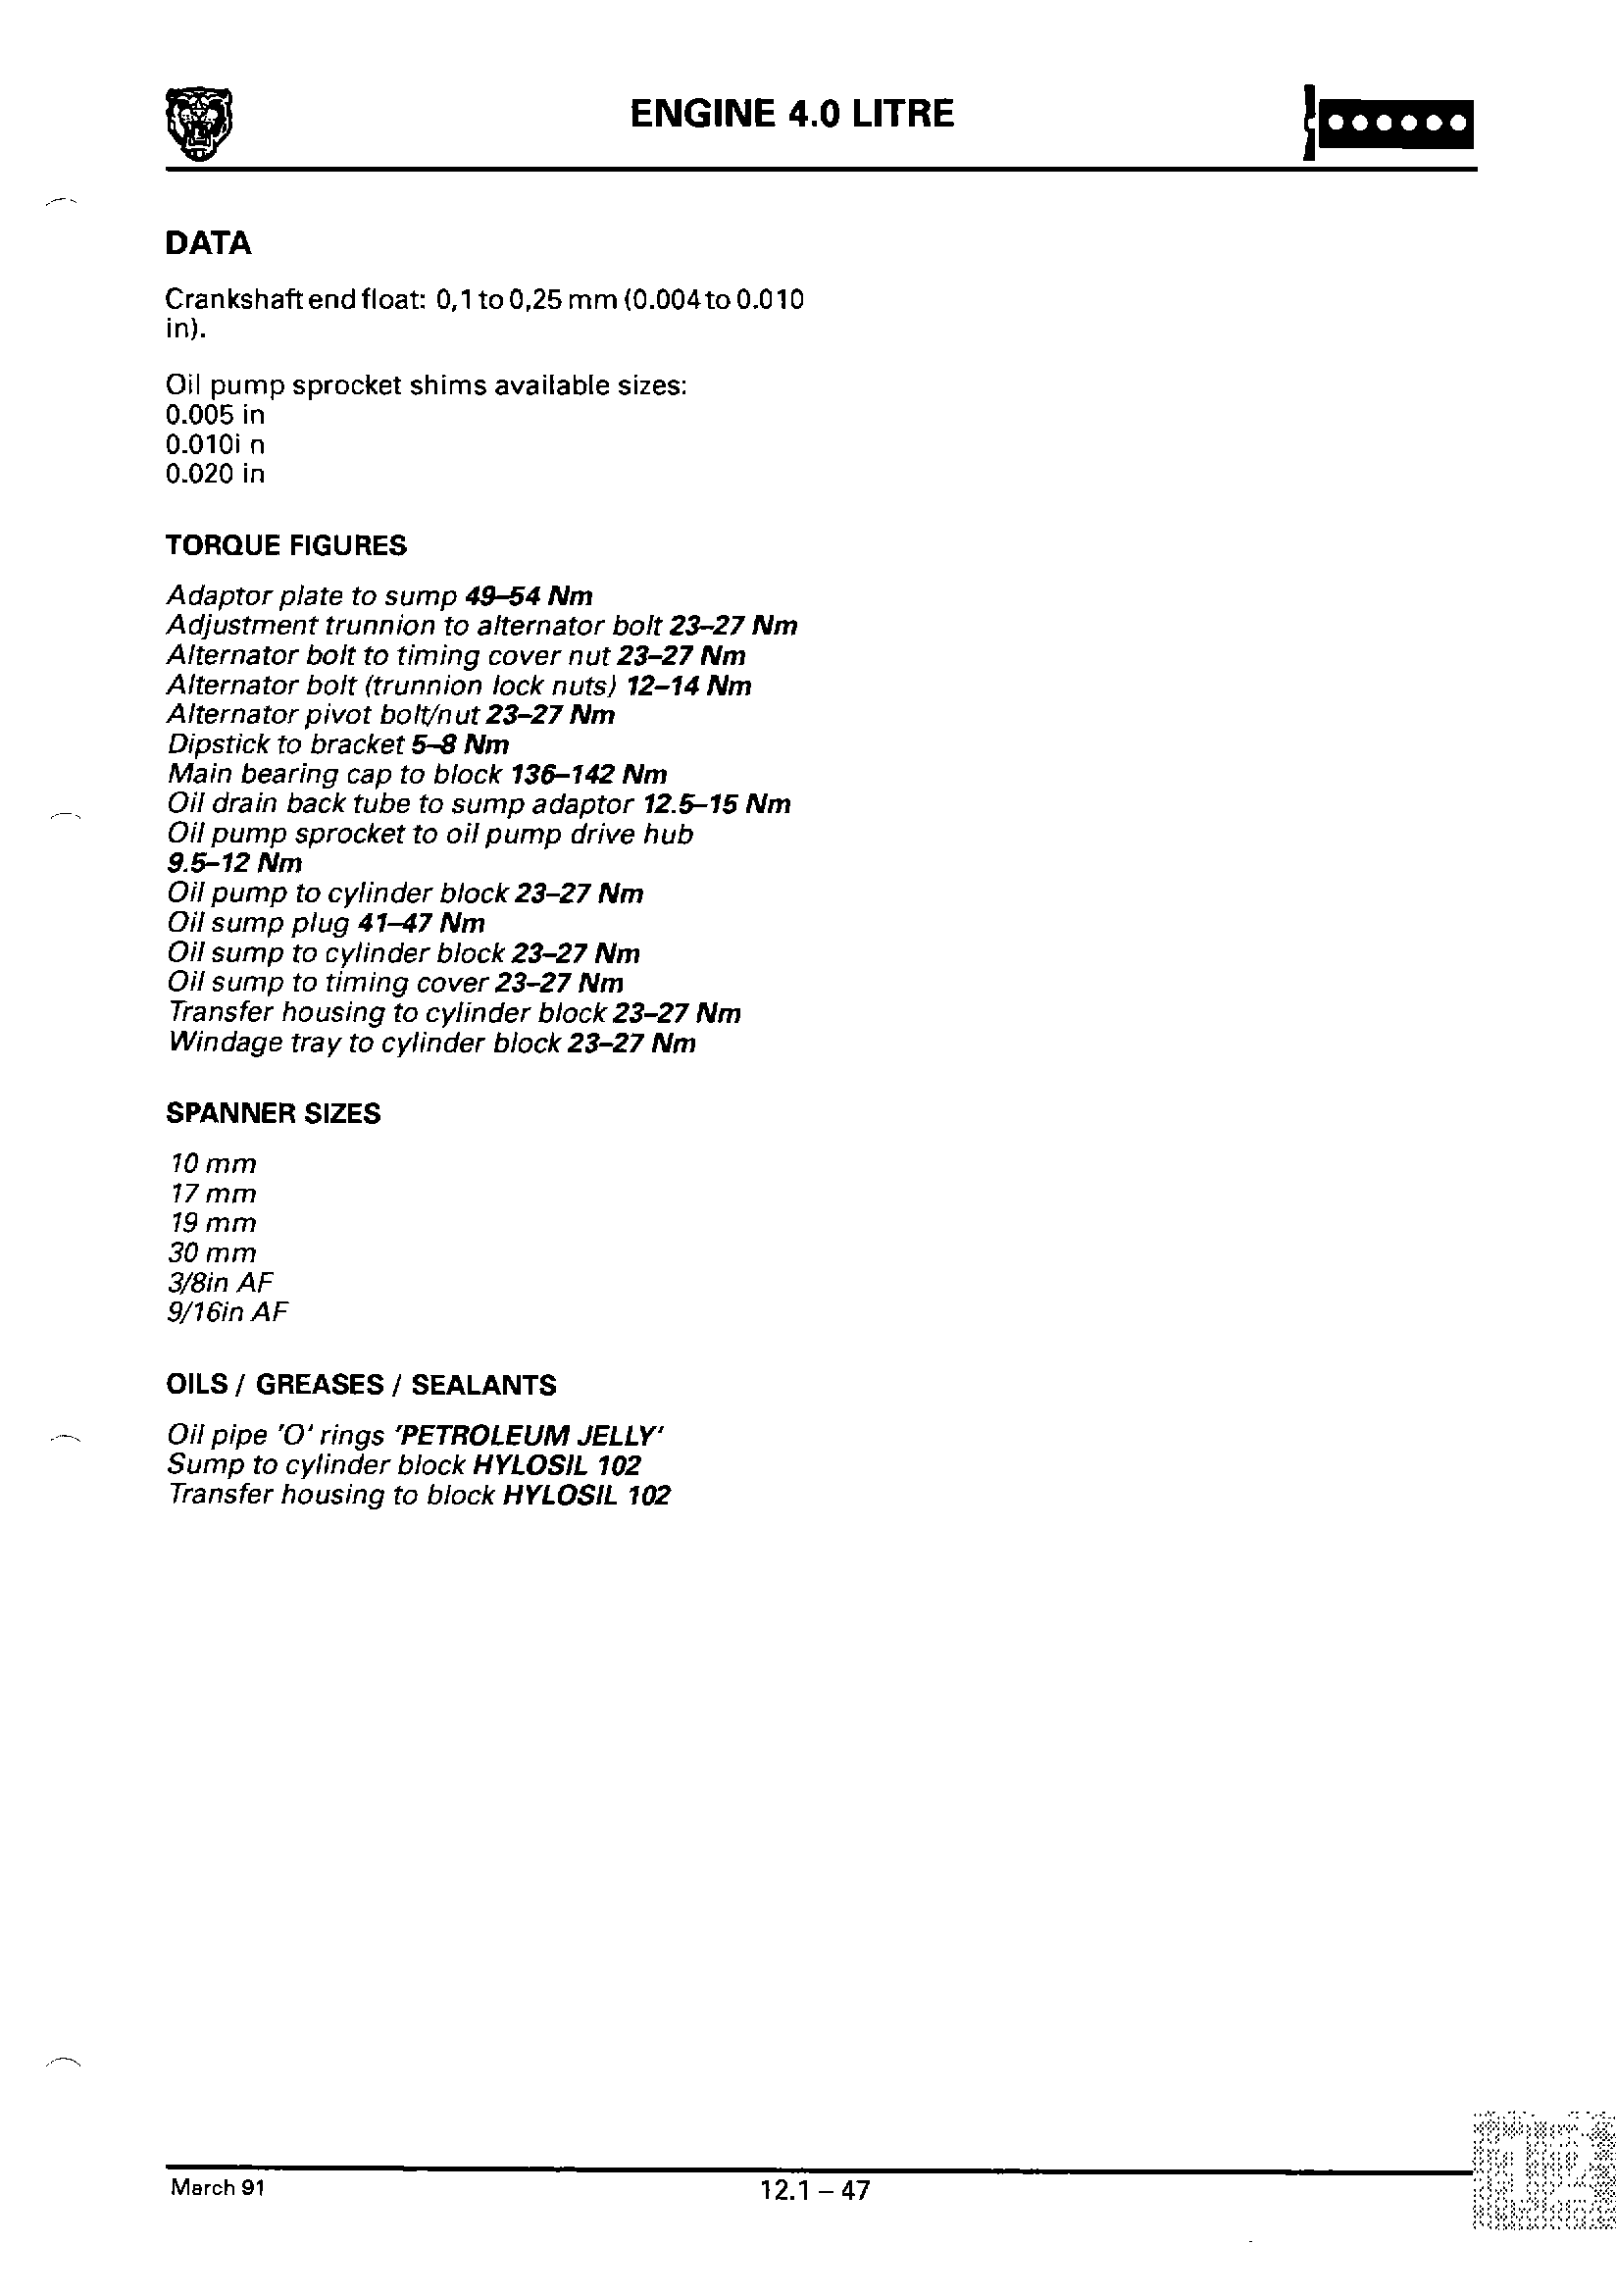 ENGINE 4.0 LITRE
DATA
Crankshaft end float: 0,1 to 0,25 mm (0.004 to 0.010
in).
Oil pump sprocket shims available sizes:
0.005 in
0.010i n
0.020 in
TORQUE FIGURES
Adaptor plate to sump 49–54 Nm
Adjustment trunnion to alternator bolt 23–27 Nm
Alternator bolt to timing cover nut 23–27 Nm
Alternator bolt (trunnion lock nuts) 12–14 Nm
Alternator pivot bolt/nut 23–27 Nm
Dipstick to bracket 5–8 Nm
Main bearing cap to block 136–142 Nm
Oil drain back tube to sump adaptor 12.5–15 Nm
Oil pump sprocket to oil pump drive hub
9.5–12 Nm
Oil pump to cylinder block 23–27 Nm
Oil sump plug 41–47 Nm
Oil sump to cylinder block 23–27 Nm
Oil sump to timing cover 23–27 Nm
Transfer housing to cylinder block 23–27 Nm
Windage tray to cylinder block 23–27 Nm
SPANNER SIZES
10 mm
17 mm
19 mm
30 mm
3/8in AF
9/16in AF
OILS / GREASES / SEALANTS
Oil pipe 'O' rings 'PETROLEUM JELLY'
Sump to cylinder block HYLOSIL 102
Transfer housing to block HYLOSIL 102
March 91
12.1 – 47
12